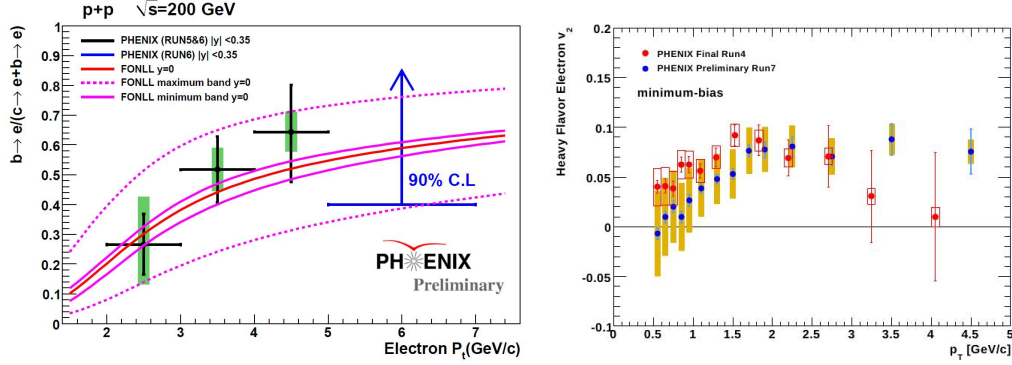 p+p √s=200 GeV
b→ e/(c→ e+b→ e)
1
0.9
0.8
0.7
0.6
0.5
0.4
0.3
0.2
0.1
0
PHENIX (RUN5&6) |y| <0.35
PHENIX (RUN6) |y| <0.35
FONLL y=0
FONLL maximum band y=0
FONLL minimum band y=0
90% C.L
PHENIX
Preliminary
2 3 4 5 6 7
Electron Pt(GeV/c)
Heavy Flavor Electron v2
0.2
0.15
0.1
0.05
0
-0.05
-0.1
PHENIX Final Run4
PHENIX Preliminary Run7
minimum-bias
0 0.5 1 1.5 2 2.5 3 3.5 4 4.5 5
pT [GeV/c]